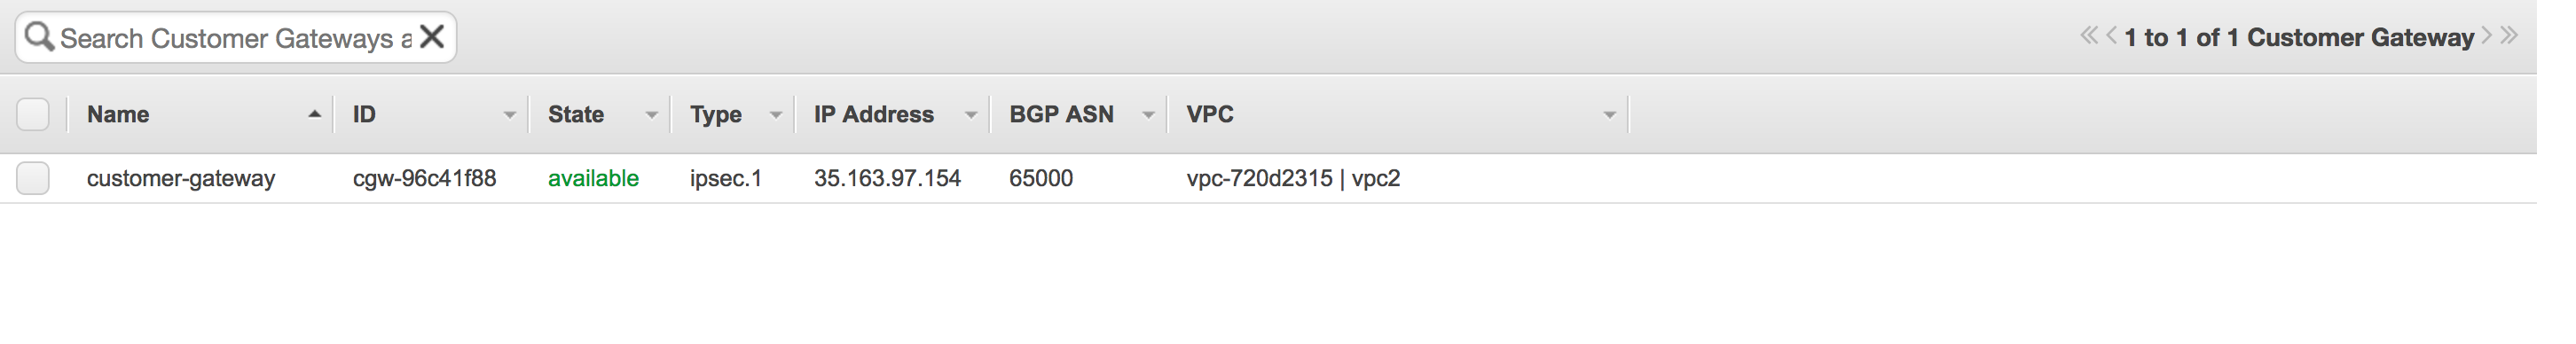 Search Customer Gateways a
1 to 1 of 1 Customer Gateway
Name ID State Type IP Address BGP ASN VPC
customer-gateway cgw-96c41f88 available ipsec.1 35.163.97.154 65000 vpc-720d2315 | vpc2